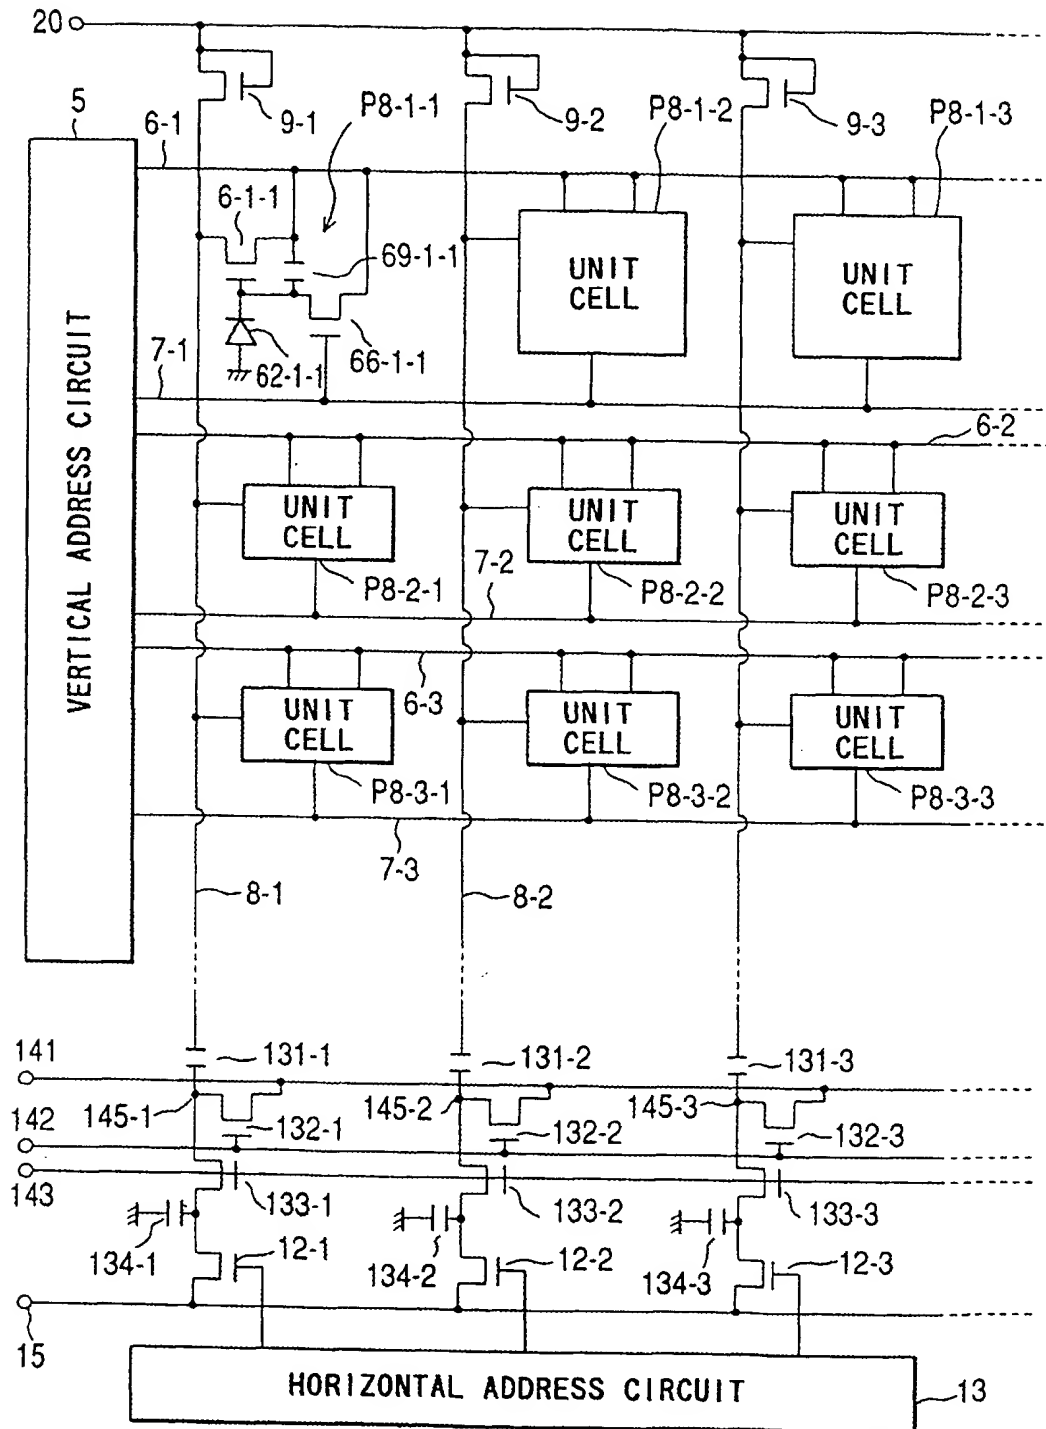 20
5
6-1
9-1
P8-1-1
9-2
P8-1-2
9-3
P8-1-3
6-1-1
69-1-1
UNIT
CELL
UNIT
CELL
7-1
62-1-1
66-1-1
VERTICAL ADDRESS CIRCUIT
6-2
UNIT
CELL
UNIT
CELL
UNIT
CELL
P8-2-1
7-2
P8-2-2
P8-2-3
6-3
UNIT
CELL
UNIT
CELL
UNIT
CELL
P8-3-1
P8-3-2
P8-3-3
7-3
8-1
8-2
141
131-1
131-2
131-3
145-1
145-2
145-3
142
132-1
132-2
132-3
143
133-1
133-2
133-3
134-1
12-1
134-2
12-2
134-3
12-3
15
HORIZONTAL ADDRESS CIRCUIT
13